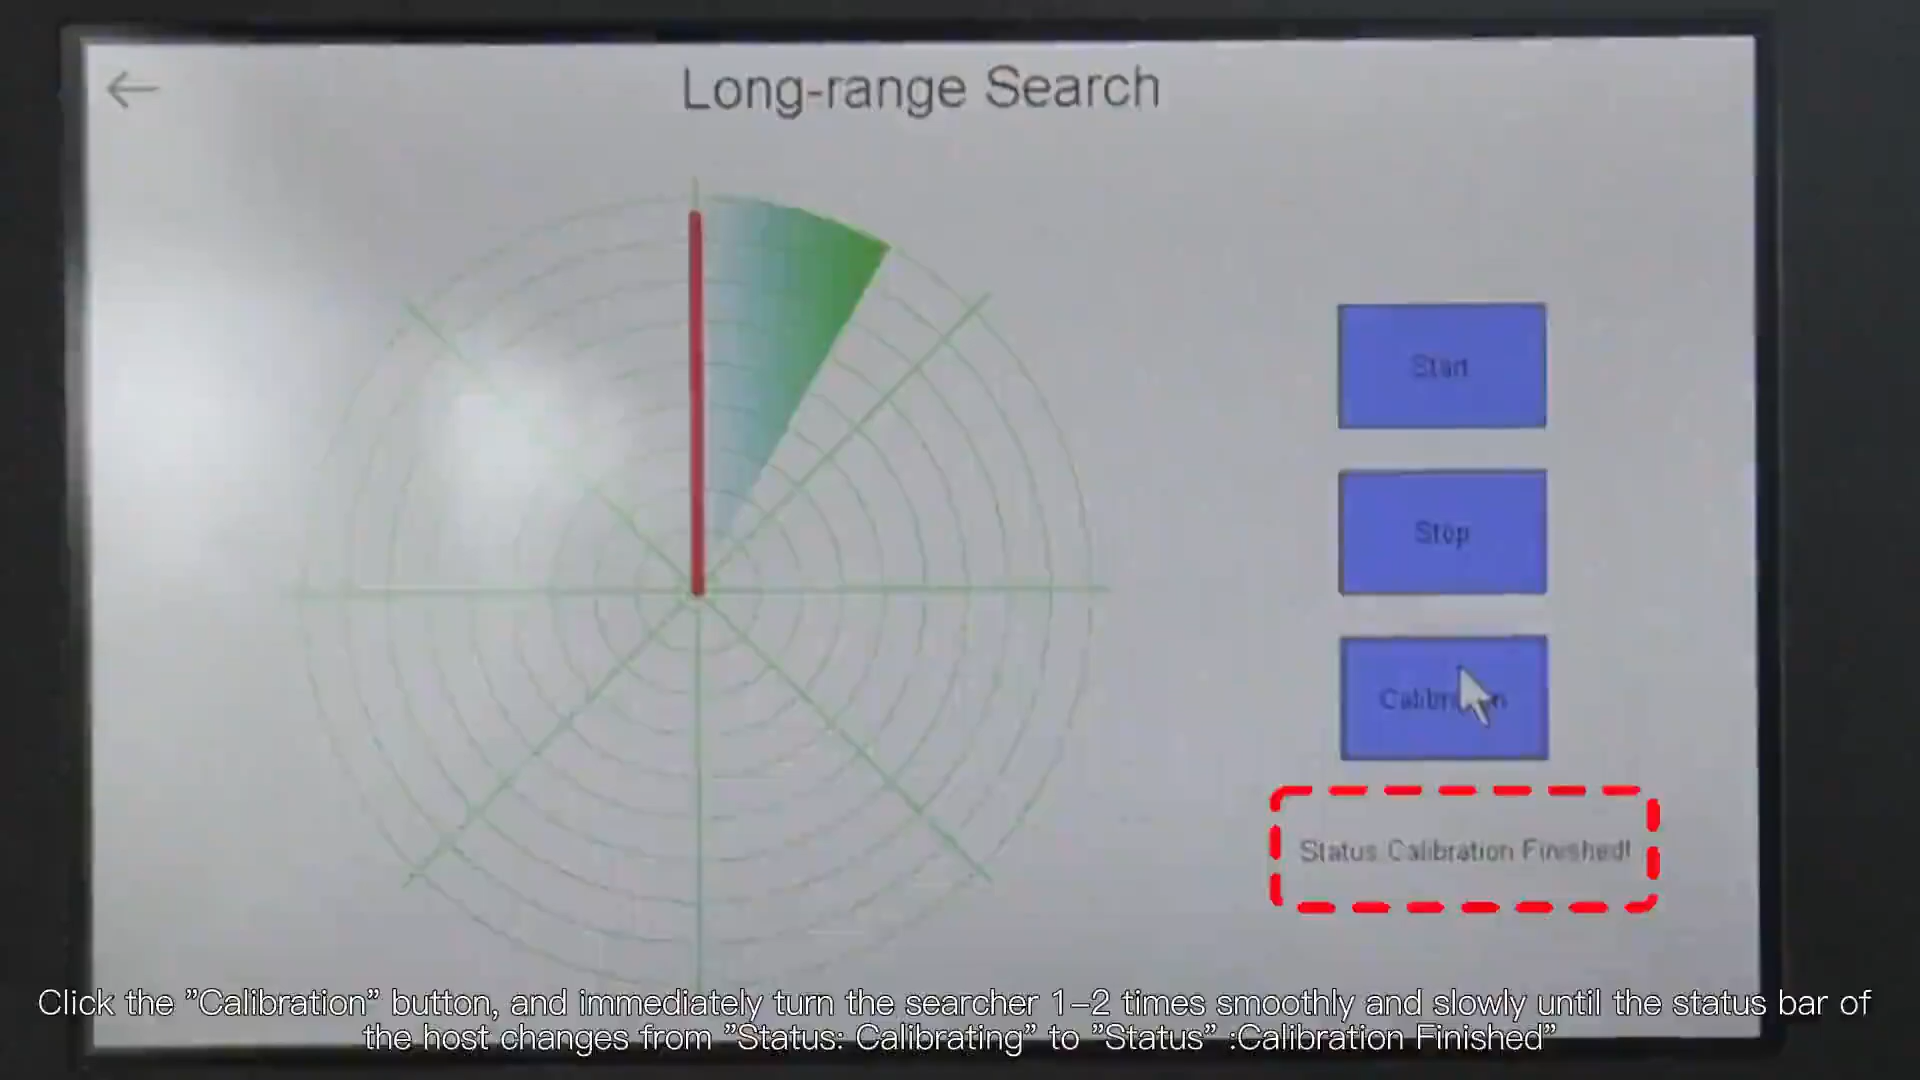 Long-range Search
Start
Stop
Calibration
Status Calibration Finished!
Click the "Calibration" button, and immediately turn the searcher 1–2 times smoothly and slowly until the status bar of
the host changes from "Status: Calibrating" to "Status" :Calibration Finished"